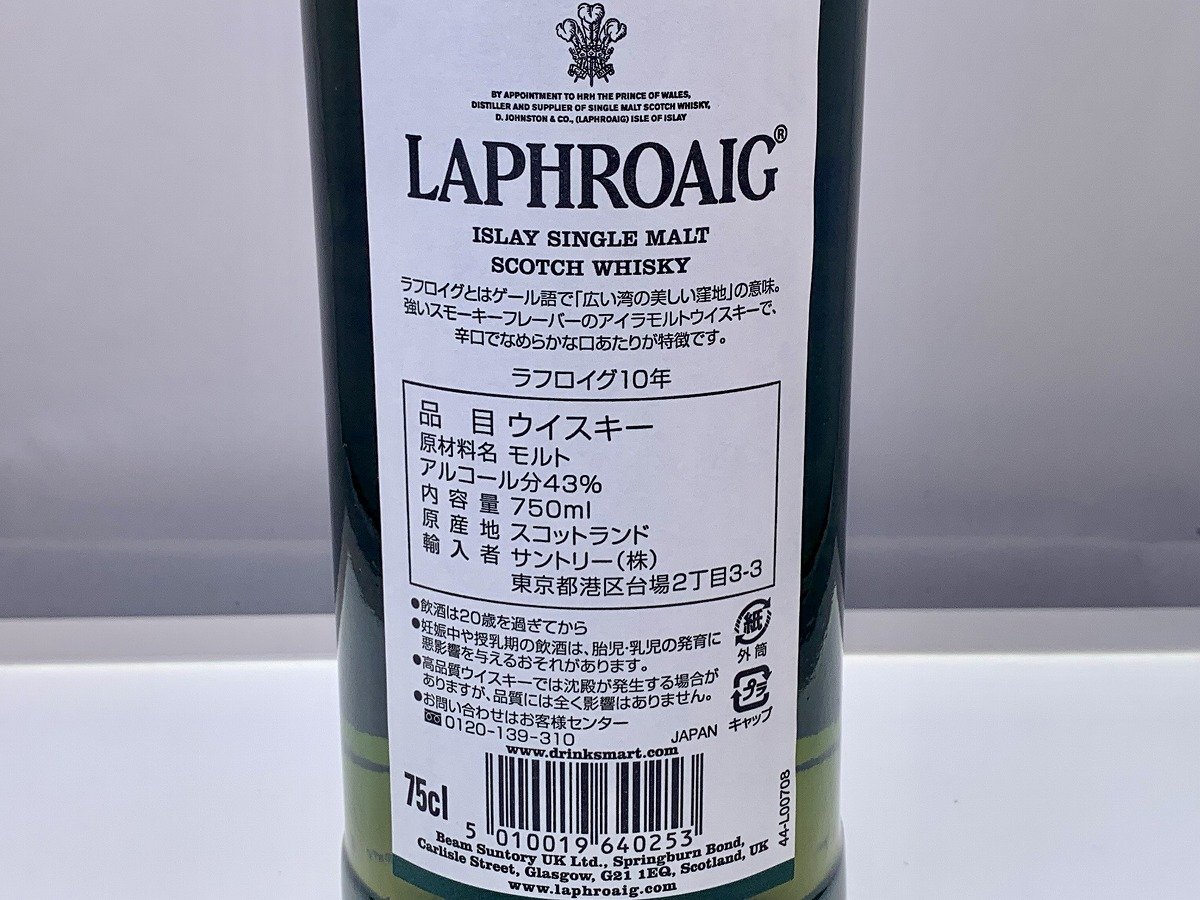 BY APPOINTMENT TO HRH THE PRINCE OF WALES,
DISTILLER AND SUPPLIER OF SINGLE MALT SCOTCH WHISKY,
D. JOHNSTON & CO., (LAPHROAIG) ISLE OF ISLAY
LAPHROAIG®
ISLAY SINGLE MALT
SCOTCH WHISKY
ラフロイグとはゲール語で「広い湾の美しい窪地」の意味。
強いスモーキーフレーバーのアイラモルトウイスキーで、
辛口でなめらかな口あたりが特徴です。
ラフロイグ10年
品目 ウイスキー
原材料名 モルト
アルコール分43%
内容量 750ml
原産地 スコットランド
輸入者 サントリー(株)
東京都港区台場2丁目3-3
●飲酒は20歳を過ぎてから
●妊娠中や授乳期の飲酒は、胎児・乳児の発育に
悪影響を与えるおそれがあります。
●高品質ウイスキーでは沈殿が発生する場合が
ありますが、品質には全く影響はありません。
●お問い合わせはお客様センター
0120-139-310
紙
外筒
プラ
キャップ
JAPAN
www.drinksmart.com
75cl
5 010019 640253
44-L00708
Beam Suntory UK Ltd., Springburn Bond,
Carlisle Street, Glasgow, G21 1EQ, Scotland, UK
www.laphroaig.com